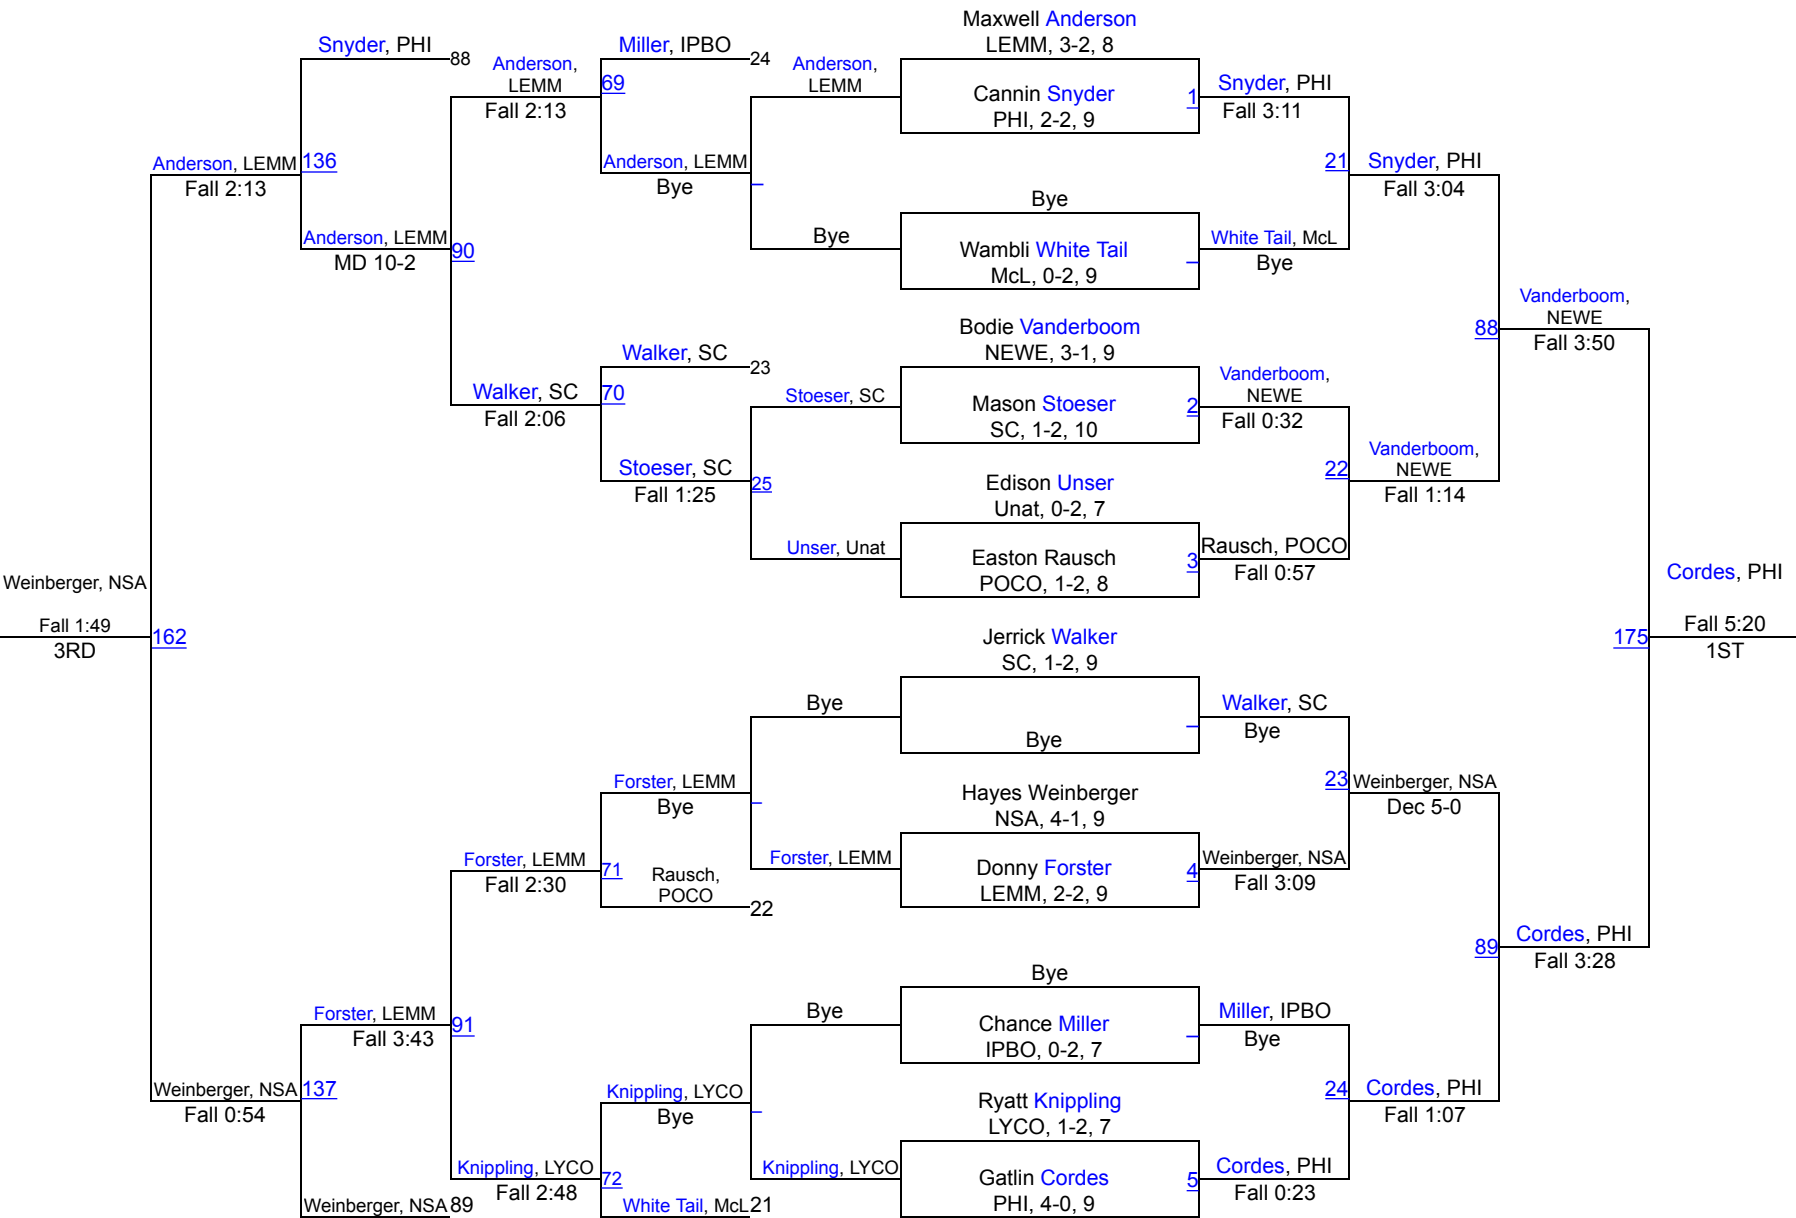 Maxwell Anderson
LEMM, 3-2, 8
Snyder, PHI
88
Anderson,
LEMM
Fall 2:13
Miller, IPBO
24
69
Anderson,
LEMM
Cannin Snyder
PHI, 2-2, 9
1
Snyder, PHI
Fall 3:11
Anderson, LEMM
Fall 2:13
136
Anderson, LEMM
Bye
21
Snyder, PHI
Fall 3:04
Bye
Anderson, LEMM
MD 10-2
90
Bye
Wambli White Tail
McL, 0-2, 9
White Tail, McL
Bye
Bodie Vanderboom
NEWE, 3-1, 9
88
Vanderboom,
NEWE
Fall 3:50
Walker, SC
23
Walker, SC
Fall 2:06
70
Stoeser, SC
Mason Stoeser
SC, 1-2, 10
2
Vanderboom,
NEWE
Fall 0:32
Stoeser, SC
Fall 1:25
25
Edison Unser
Unat, 0-2, 7
22
Vanderboom,
NEWE
Fall 1:14
Unser, Unat
Easton Rausch
POCO, 1-2, 8
3
Rausch, POCO
Fall 0:57
Weinberger, NSA
Fall 1:49
3RD
162
Cordes, PHI
Fall 5:20
1ST
175
Jerrick Walker
SC, 1-2, 9
Bye
Bye
Walker, SC
Bye
Forster, LEMM
Bye
Hayes Weinberger
NSA, 4-1, 9
23
Weinberger, NSA
Dec 5-0
Forster, LEMM
Fall 2:30
71
Rausch,
POCO
22
Forster, LEMM
Donny Forster
LEMM, 2-2, 9
4
Weinberger, NSA
Fall 3:09
89
Cordes, PHI
Fall 3:28
Bye
Forster, LEMM
Fall 3:43
91
Bye
Chance Miller
IPBO, 0-2, 7
Miller, IPBO
Bye
Weinberger, NSA
Fall 0:54
137
Knippling, LYCO
Bye
Ryatt Knippling
LYCO, 1-2, 7
24
Cordes, PHI
Fall 1:07
Knippling, LYCO
Fall 2:48
72
Knippling, LYCO
Gatlin Cordes
PHI, 4-0, 9
5
Cordes, PHI
Fall 0:23
Weinberger, NSA
89
White Tail, McL
21